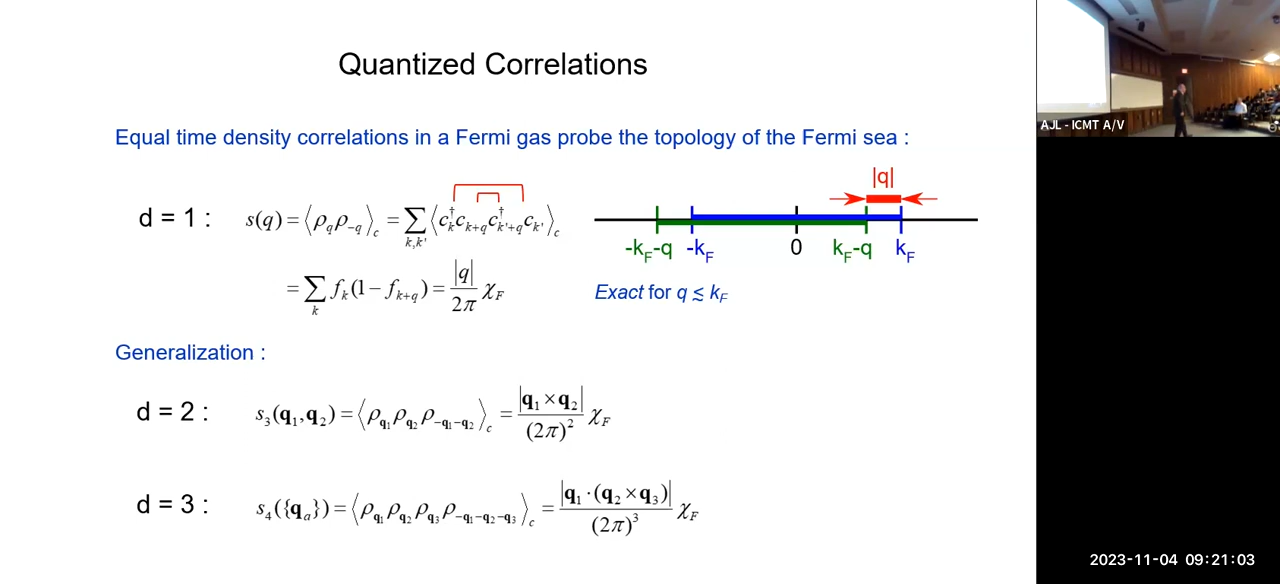 Quantized Correlations
Equal time density correlations in a Fermi gas probe the topology of the Fermi sea :
d = 1 : s(q) = ⟨ρ_q ρ_{-q}⟩_c = ∑_{k,k'} ⟨c_k^† c_{k+q} c_{k'+q}^† c_{k'}⟩_c
= ∑_k f_k(1 − f_{k+q}) = |q|/2π χ_F
|q|
-k_F-q -k_F 0 k_F-q k_F
Exact for q ≲ k_F
Generalization :
d = 2 : s_3(q_1,q_2) = ⟨ρ_{q_1} ρ_{q_2} ρ_{-q_1-q_2}⟩_c = |q_1 × q_2|/(2π)^2 χ_F
d = 3 : s_4({q_a}) = ⟨ρ_{q_1} ρ_{q_2} ρ_{q_3} ρ_{-q_1-q_2-q_3}⟩_c = |q_1 · (q_2 × q_3)|/(2π)^3 χ_F
AJL - ICMT A/V
2023-11-04 09:21:03